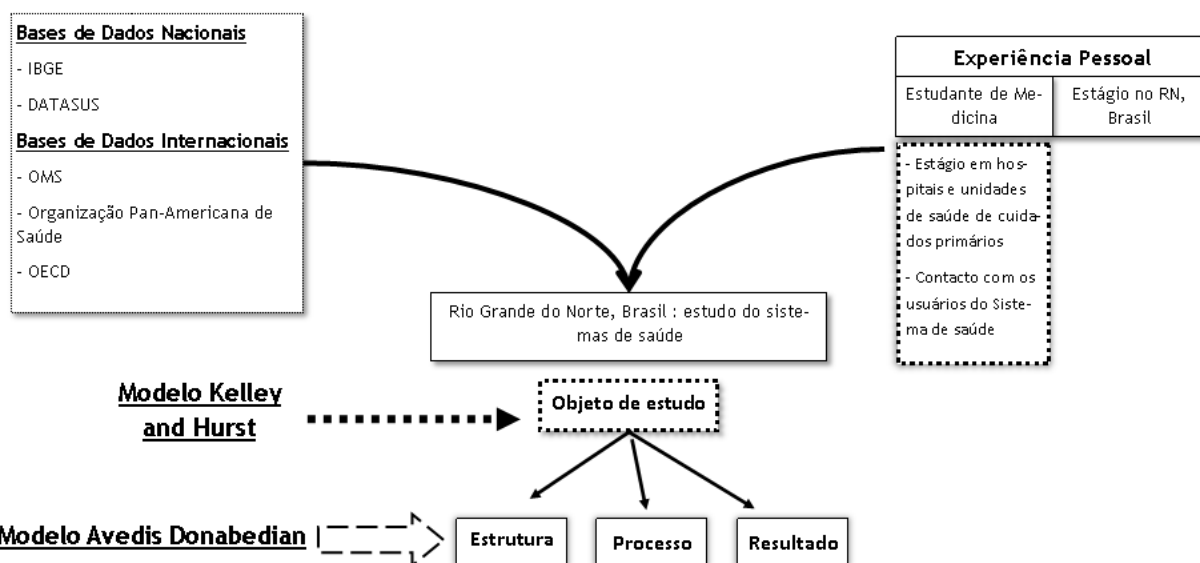 Bases de Dados Nacionais
- IBGE
- DATASUS
Bases de Dados Internacionais
- OMS
- Organização Pan-Americana de
Saúde
- OECD
Experiência Pessoal
Estudante de Me-
dicina
Estágio no RN,
Brasil
- Estágio em hos-
pitais e unidades
de saúde de cuida-
dos primários
- Contacto com os
usuários do Siste-
ma de saúde
Rio Grande do Norte, Brasil : estudo do siste-
mas de saúde
Modelo Kelley
and Hurst
Objeto de estudo
Modelo Avedis Donabedian
Estrutura
Processo
Resultado